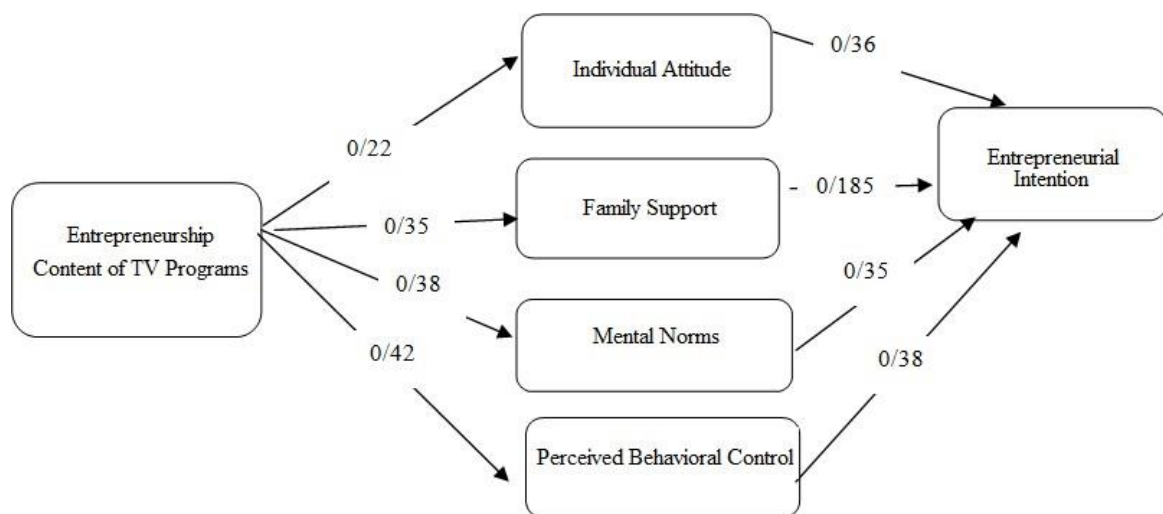 Individual Attitude
0/36
0/22
Entrepreneurial
Intention
Entrepreneurship
Content of TV Programs
0/35
Family Support
- 0/185
0/38
Mental Norms
0/35
0/42
0/38
Perceived Behavioral Control